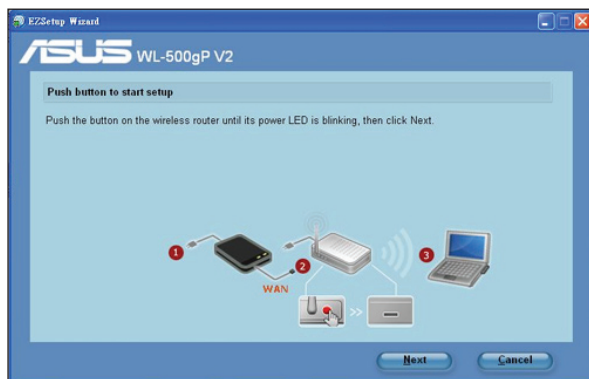 EZSetup Wizard
ASUS WL-500gP V2
Push button to start setup
Push the button on the wireless router until its power LED is blinking, then click Next.
1
2
3
WAN
>>
Next
Cancel